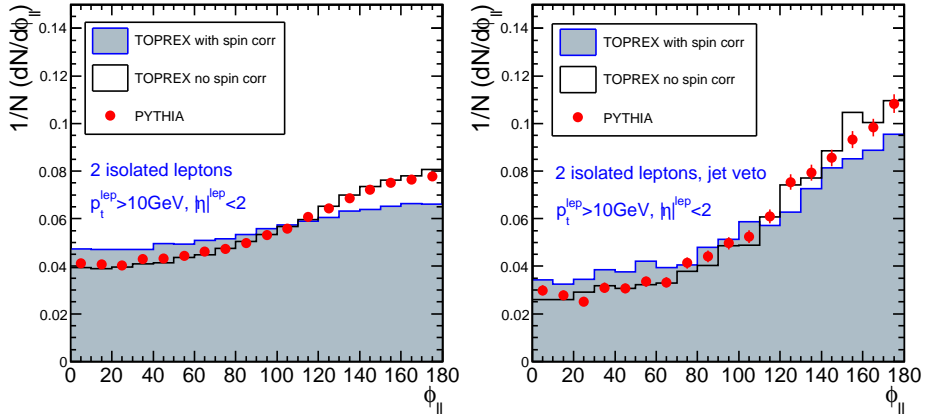 1/N (dN/dϕ_ll)
TOPREX with spin corr
TOPREX no spin corr
PYTHIA
2 isolated leptons
p_t^lep>10GeV, |η|^lep<2
0.14
0.12
0.1
0.08
0.06
0.04
0.02
0
0 20 40 60 80 100 120 140 160 180
ϕ_ll
1/N (dN/dϕ_ll)
TOPREX with spin corr
TOPREX no spin corr
PYTHIA
2 isolated leptons, jet veto
p_t^lep>10GeV, |η|^lep<2
0.14
0.12
0.1
0.08
0.06
0.04
0.02
0
0 20 40 60 80 100 120 140 160 180
ϕ_ll